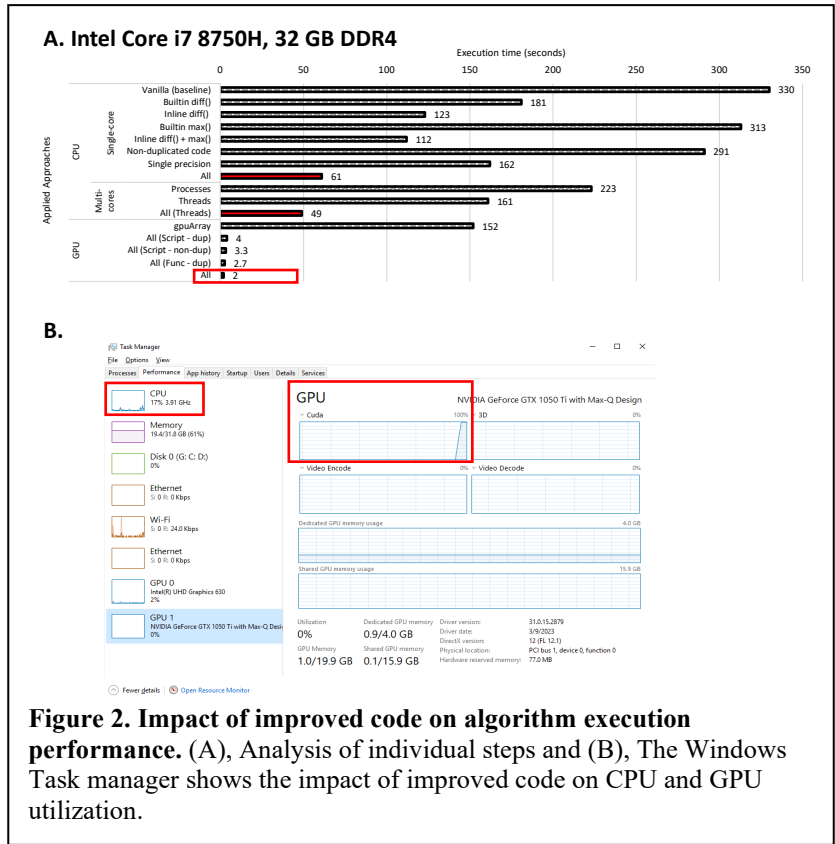 A. Intel Core i7 8750H, 32 GB DDR4
Execution time (seconds)
0 50 100 150 200 250 300 350
Applied Approaches
CPU
Single-core
Vanilla (baseline) 330
Builtin diff() 181
Inline diff() 123
Builtin max() 313
Inline diff() + max() 112
Non-duplicated code 291
Single precision 162
All 61
Multi-
cores
Processes 223
Threads 161
All (Threads) 49
GPU
gpuArray 152
All (Script - dup) 4
All (Script - non-dup) 3.3
All (Func - dup) 2.7
All 2
B.
Task Manager
File Options View
Processes Performance App history Startup Users Details Services
CPU
17% 3.91 GHz
Memory
19.4/31.8 GB (61%)
Disk 0 (G: C: D:)
0%
Ethernet
S: 0 R: 0 Kbps
Wi-Fi
S: 0 R: 24.0 Kbps
Ethernet
S: 0 R: 0 Kbps
GPU 0
Intel(R) UHD Graphics 630
2%
GPU 1
NVIDIA GeForce GTX 1050 Ti with Max-Q Desig
0%
GPU NVIDIA GeForce GTX 1050 Ti with Max-Q Design
Cuda 100% 3D 0%
Video Encode 0% Video Decode 0%
Dedicated GPU memory usage 4.0 GB
Shared GPU memory usage 15.9 GB
Utilization
0%
Dedicated GPU memory
0.9/4.0 GB
GPU Memory
1.0/19.9 GB
Shared GPU memory
0.1/15.9 GB
Driver version: 31.0.15.2879
Driver date: 3/9/2023
DirectX version: 12 (FL 12.1)
Physical location: PCI bus 1, device 0, function 0
Hardware reserved memory: 77.0 MB
Fewer details Open Resource Monitor
Figure 2. Impact of improved code on algorithm execution
performance. (A), Analysis of individual steps and (B), The Windows
Task manager shows the impact of improved code on CPU and GPU
utilization.